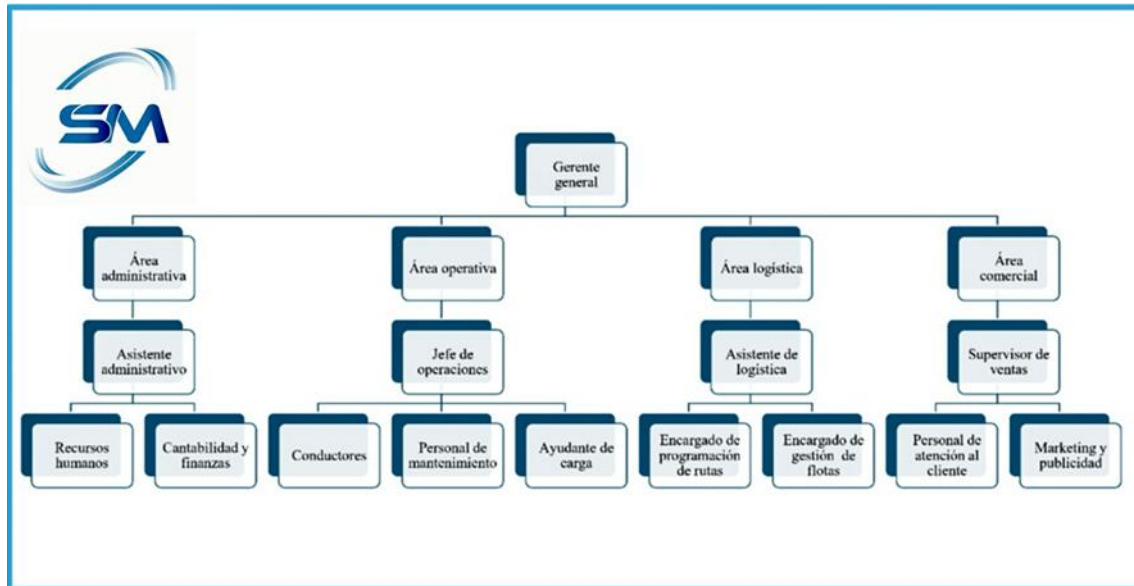 SM
Gerente
general
Área
administrativa
Área operativa
Área logística
Área
comercial
Asistente
administrativo
Jefe de
operaciones
Asistente de
logística
Supervisor de
ventas
Recursos
humanos
Cantabilidad y
finanzas
Conductores
Personal de
mantenimiento
Ayudante de
carga
Encargado de
programación
de rutas
Encargado de
gestión de
flotas
Personal de
atención al
cliente
Marketing y
publicidad